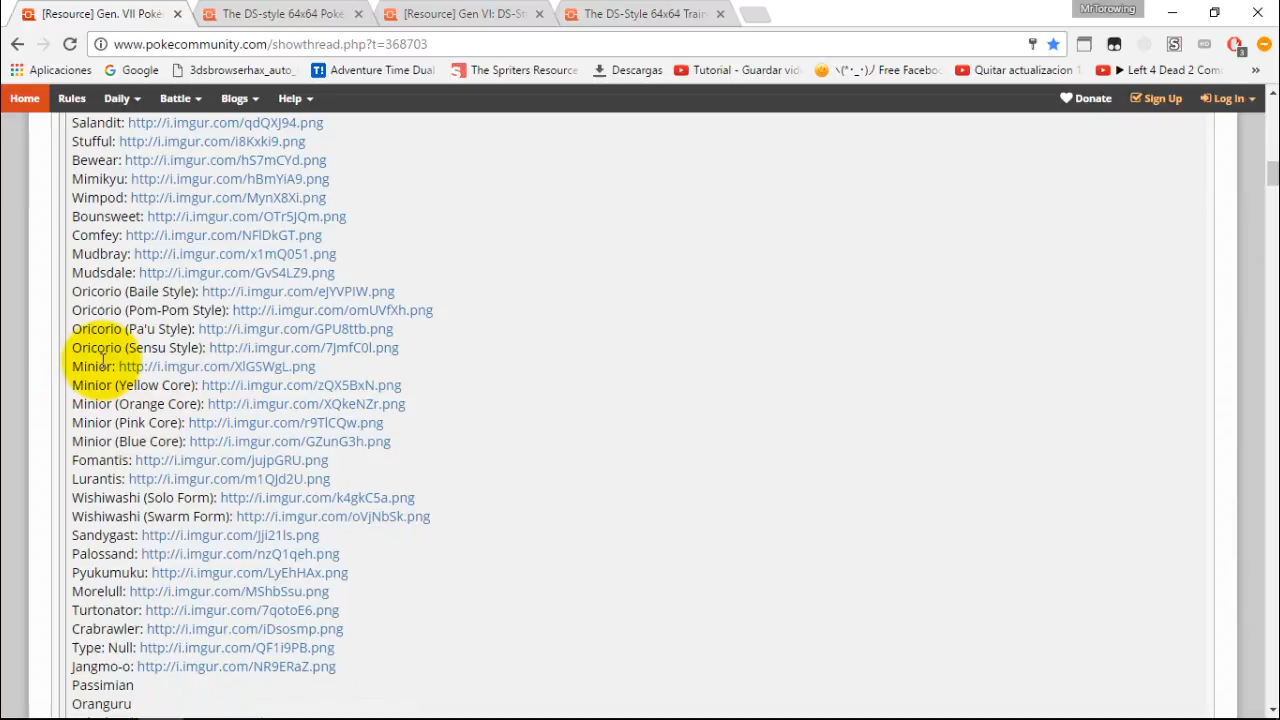 [Resource] Gen. VII Poké
The DS-style 64x64 Poké
[Resource] Gen VI: DS-St
The DS-Style 64x64 Train
MrTorowing
www.pokecommunity.com/showthread.php?t=368703
3
Aplicaciones
Google
3dsbrowserhax_auto_
Adventure Time Dual
The Spriters Resource
Descargas
Tutorial - Guardar vide
Free Facebo
Quitar actualizacion 1
Left 4 Dead 2 Com
»
Home
Rules
Daily
Battle
Blogs
Help
Donate
Sign Up
Log In
Salandit: http://i.imgur.com/qdQXJ94.png
Stufful: http://i.imgur.com/i8Kxki9.png
Bewear: http://i.imgur.com/hS7mCYd.png
Mimikyu: http://i.imgur.com/hBmYiA9.png
Wimpod: http://i.imgur.com/MynX8Xi.png
Bounsweet: http://i.imgur.com/OTr5JQm.png
Comfey: http://i.imgur.com/NFlDkGT.png
Mudbray: http://i.imgur.com/x1mQ051.png
Mudsdale: http://i.imgur.com/GvS4LZ9.png
Oricorio (Baile Style): http://i.imgur.com/eJYVPIW.png
Oricorio (Pom-Pom Style): http://i.imgur.com/omUVfXh.png
Oricorio (Pa'u Style): http://i.imgur.com/GPU8ttb.png
Oricorio (Sensu Style): http://i.imgur.com/7JmfC0l.png
Minior: http://i.imgur.com/XlGSWgL.png
Minior (Yellow Core): http://i.imgur.com/zQX5BxN.png
Minior (Orange Core): http://i.imgur.com/XQkeNZr.png
Minior (Pink Core): http://i.imgur.com/r9TlCQw.png
Minior (Blue Core): http://i.imgur.com/GZunG3h.png
Fomantis: http://i.imgur.com/jujpGRU.png
Lurantis: http://i.imgur.com/m1QJd2U.png
Wishiwashi (Solo Form): http://i.imgur.com/k4gkC5a.png
Wishiwashi (Swarm Form): http://i.imgur.com/oVjNbSk.png
Sandygast: http://i.imgur.com/Jji21ls.png
Palossand: http://i.imgur.com/nzQ1qeh.png
Pyukumuku: http://i.imgur.com/LyEhHAx.png
Morelull: http://i.imgur.com/MShbSsu.png
Turtonator: http://i.imgur.com/7qotoE6.png
Crabrawler: http://i.imgur.com/iDsosmp.png
Type: Null: http://i.imgur.com/QF1i9PB.png
Jangmo-o: http://i.imgur.com/NR9ERaZ.png
Passimian
Oranguru